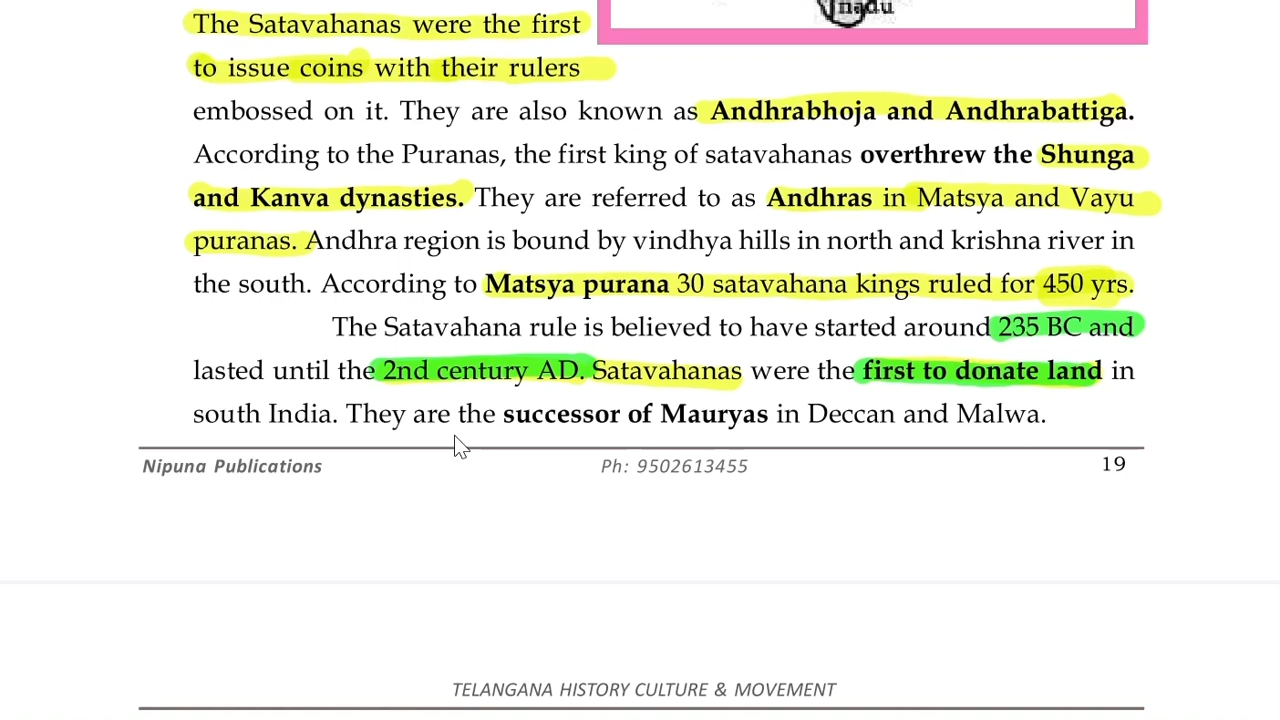 nadu
The Satavahanas were the first
to issue coins with their rulers
embossed on it. They are also known as Andhrabhoja and Andhrabattiga.
According to the Puranas, the first king of satavahanas overthrew the Shunga
and Kanva dynasties. They are referred to as Andhras in Matsya and Vayu
puranas. Andhra region is bound by vindhya hills in north and krishna river in
the south. According to Matsya purana 30 satavahana kings ruled for 450 yrs.
The Satavahana rule is believed to have started around 235 BC and
lasted until the 2nd century AD. Satavahanas were the first to donate land in
south India. They are the successor of Mauryas in Deccan and Malwa.
Nipuna Publications Ph: 9502613455 19
TELANGANA HISTORY CULTURE & MOVEMENT